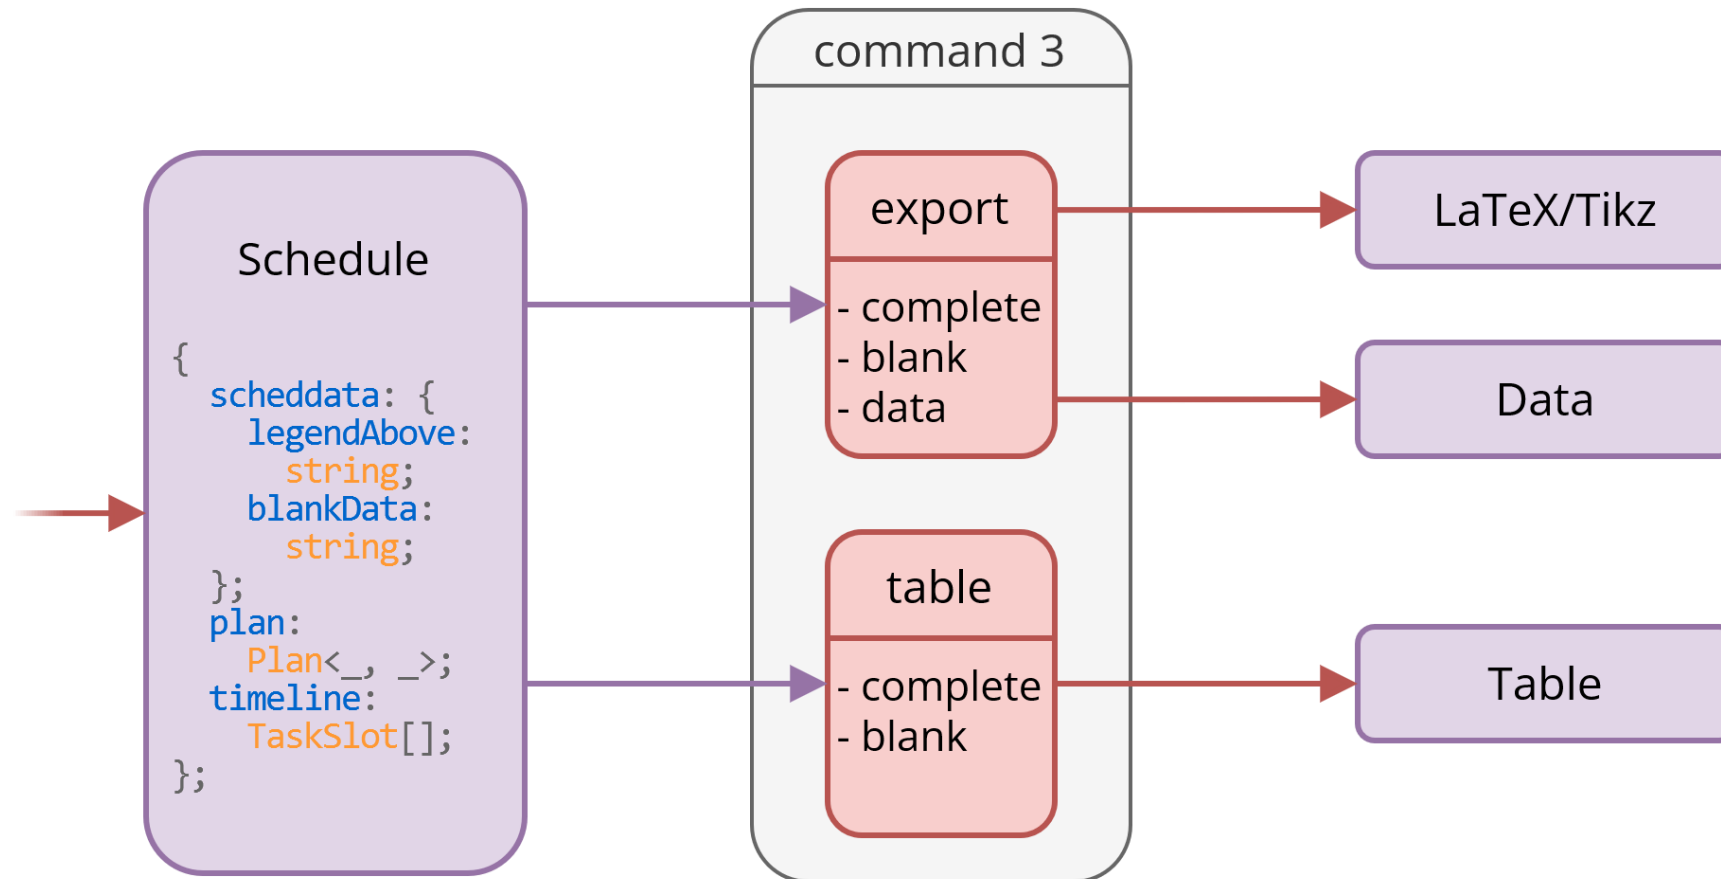 command 3
Schedule
{
scheddata: {
legendAbove:
string;
blankData:
string;
};
plan:
Plan<_, _>;
timeline:
TaskSlot[];
};
export
- complete
- blank
- data
table
- complete
- blank
LaTeX/Tikz
Data
Table